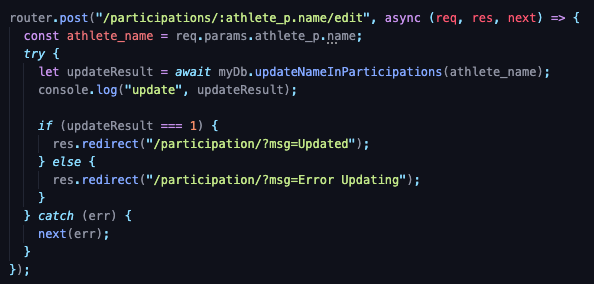 router.post("/participations/:athlete_p.name/edit", async (req, res, next) => {
  const athlete_name = req.params.athlete_p.name;
  try {
    let updateResult = await myDb.updateNameInParticipations(athlete_name);
    console.log("update", updateResult);

    if (updateResult === 1) {
      res.redirect("/participation/?msg=Updated");
    } else {
      res.redirect("/participation/?msg=Error Updating");
    }
  } catch (err) {
    next(err);
  }
});